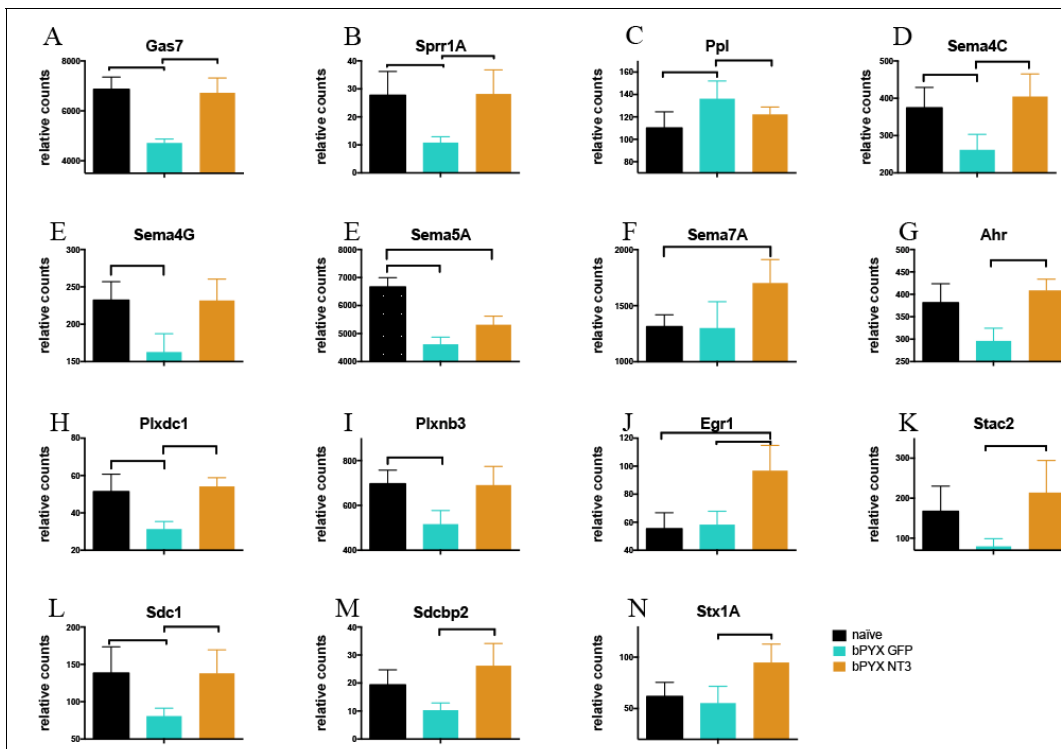 A Gas7
relative counts
8000
6000
4000
B Sprr1A
relative counts
40
30
20
10
0
C Ppl
relative counts
160
140
120
100
80
D Sema4C
relative counts
500
400
300
200
E Sema4G
relative counts
300
250
200
150
E Sema5A
relative counts
8000
7000
6000
5000
4000
F Sema7A
relative counts
2000
1500
1000
G Ahr
relative counts
500
450
400
350
300
250
H Plxdc1
relative counts
80
60
40
20
I Plxnb3
relative counts
800
600
400
J Egr1
relative counts
120
100
80
60
40
K Stac2
relative counts
300
200
100
L Sdc1
relative counts
200
150
100
50
M Sdcbp2
relative counts
40
30
20
10
0
N Stx1A
relative counts
100
50
naïve
bPYX GFP
bPYX NT3